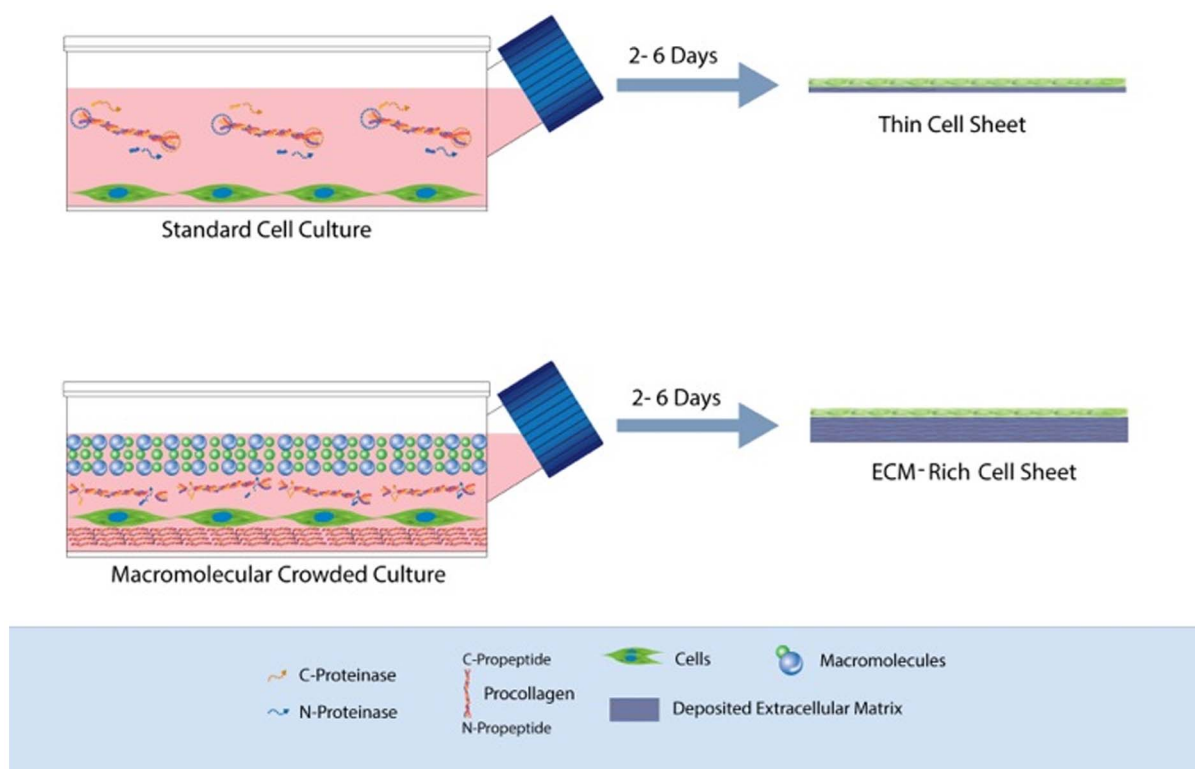 2- 6 Days
Thin Cell Sheet
Standard Cell Culture
2- 6 Days
ECM-Rich Cell Sheet
Macromolecular Crowded Culture
C-Proteinase
N-Proteinase
C-Propeptide
Procollagen
N-Propeptide
Cells
Macromolecules
Deposited Extracellular Matrix